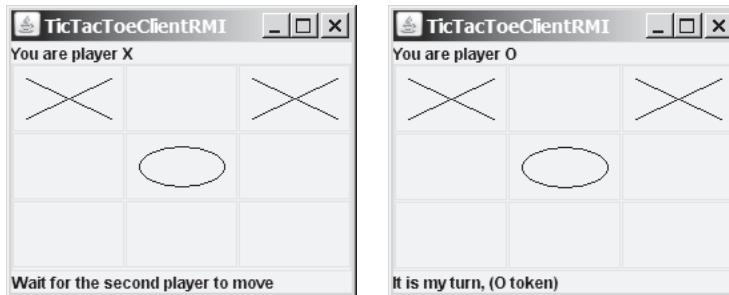 TicTacToeClientRMI
You are player X
Wait for the second player to move
TicTacToeClientRMI
You are player O
It is my turn, (O token)